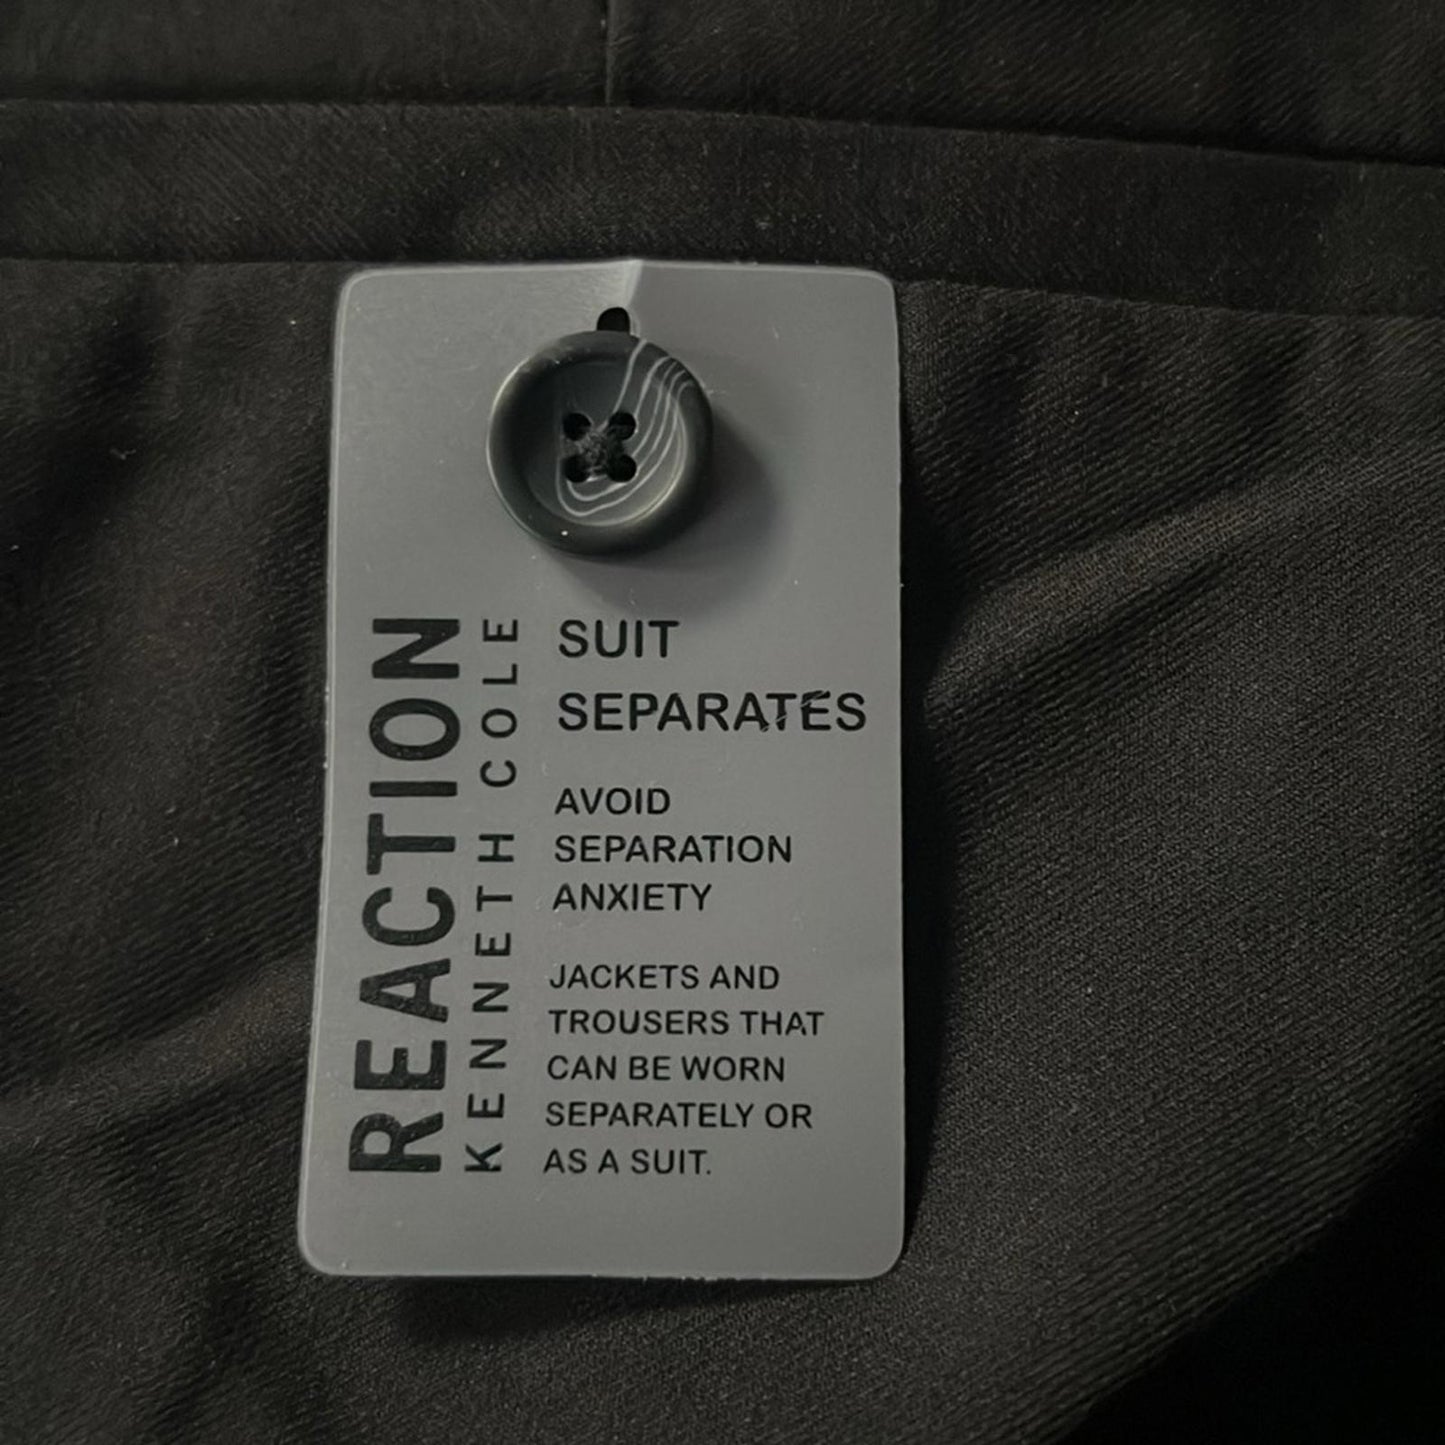 REACTION
KENNETH COLE
SUIT
SEPARATES
AVOID
SEPARATION
ANXIETY
JACKETS AND
TROUSERS THAT
CAN BE WORN
SEPARATELY OR
AS A SUIT.